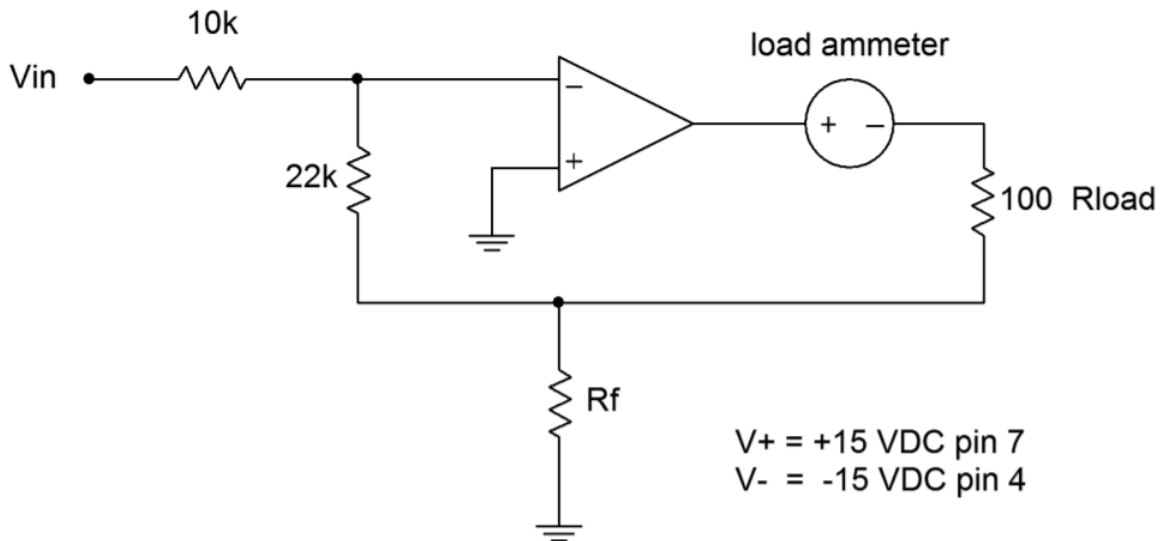 10k
load ammeter
Vin
−
+ −
+
22k
100 Rload
Rf
V+ = +15 VDC pin 7
V- = -15 VDC pin 4